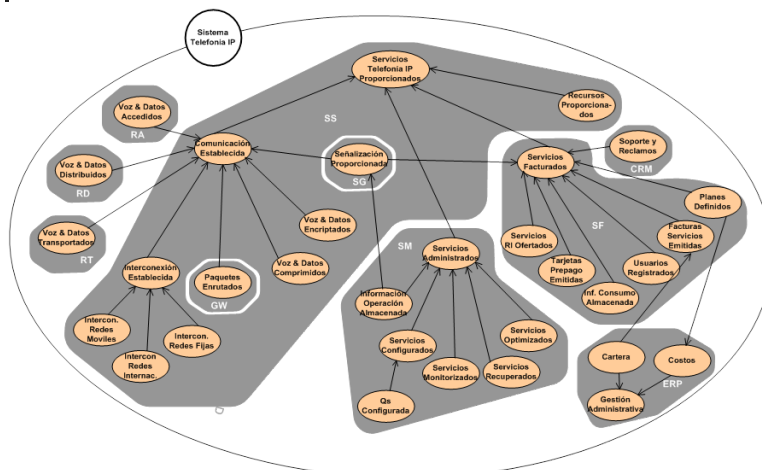 Sistema
Telefonía IP
Servicios
Telefonía IP
Proporcionados
Recursos
Proporciona-
dos
Voz & Datos
Accedidos
RA
SS
Comunicación
Establecida
Señalización
Proporcionada
SG
Servicios
Facturados
Soporte y
Reclamos
CRM
Voz & Datos
Distribuidos
RD
Planes
Definidos
Voz & Datos
Transportados
RT
Voz & Datos
Encriptados
Facturas
Servicios
Emitidas
SF
Servicios
RI Ofertados
SM
Servicios
Administrados
Interconexión
Establecida
Voz & Datos
Comprimidos
Tarjetas
Prepago
Emitidas
Usuarios
Registrados
Paquetes
Enrutados
GW
Información
Operación
Almacenada
Inf. Consumo
Almacenada
Intercon.
Redes
Moviles
Intercon.
Redes Fijas
Intercon
Redes
Internac.
Servicios
Configurados
Servicios
Optimizados
Servicios
Monitorizados
Servicios
Recuperados
Cartera
Costos
ERP
Qs
Configurada
Gestión
Administrativa